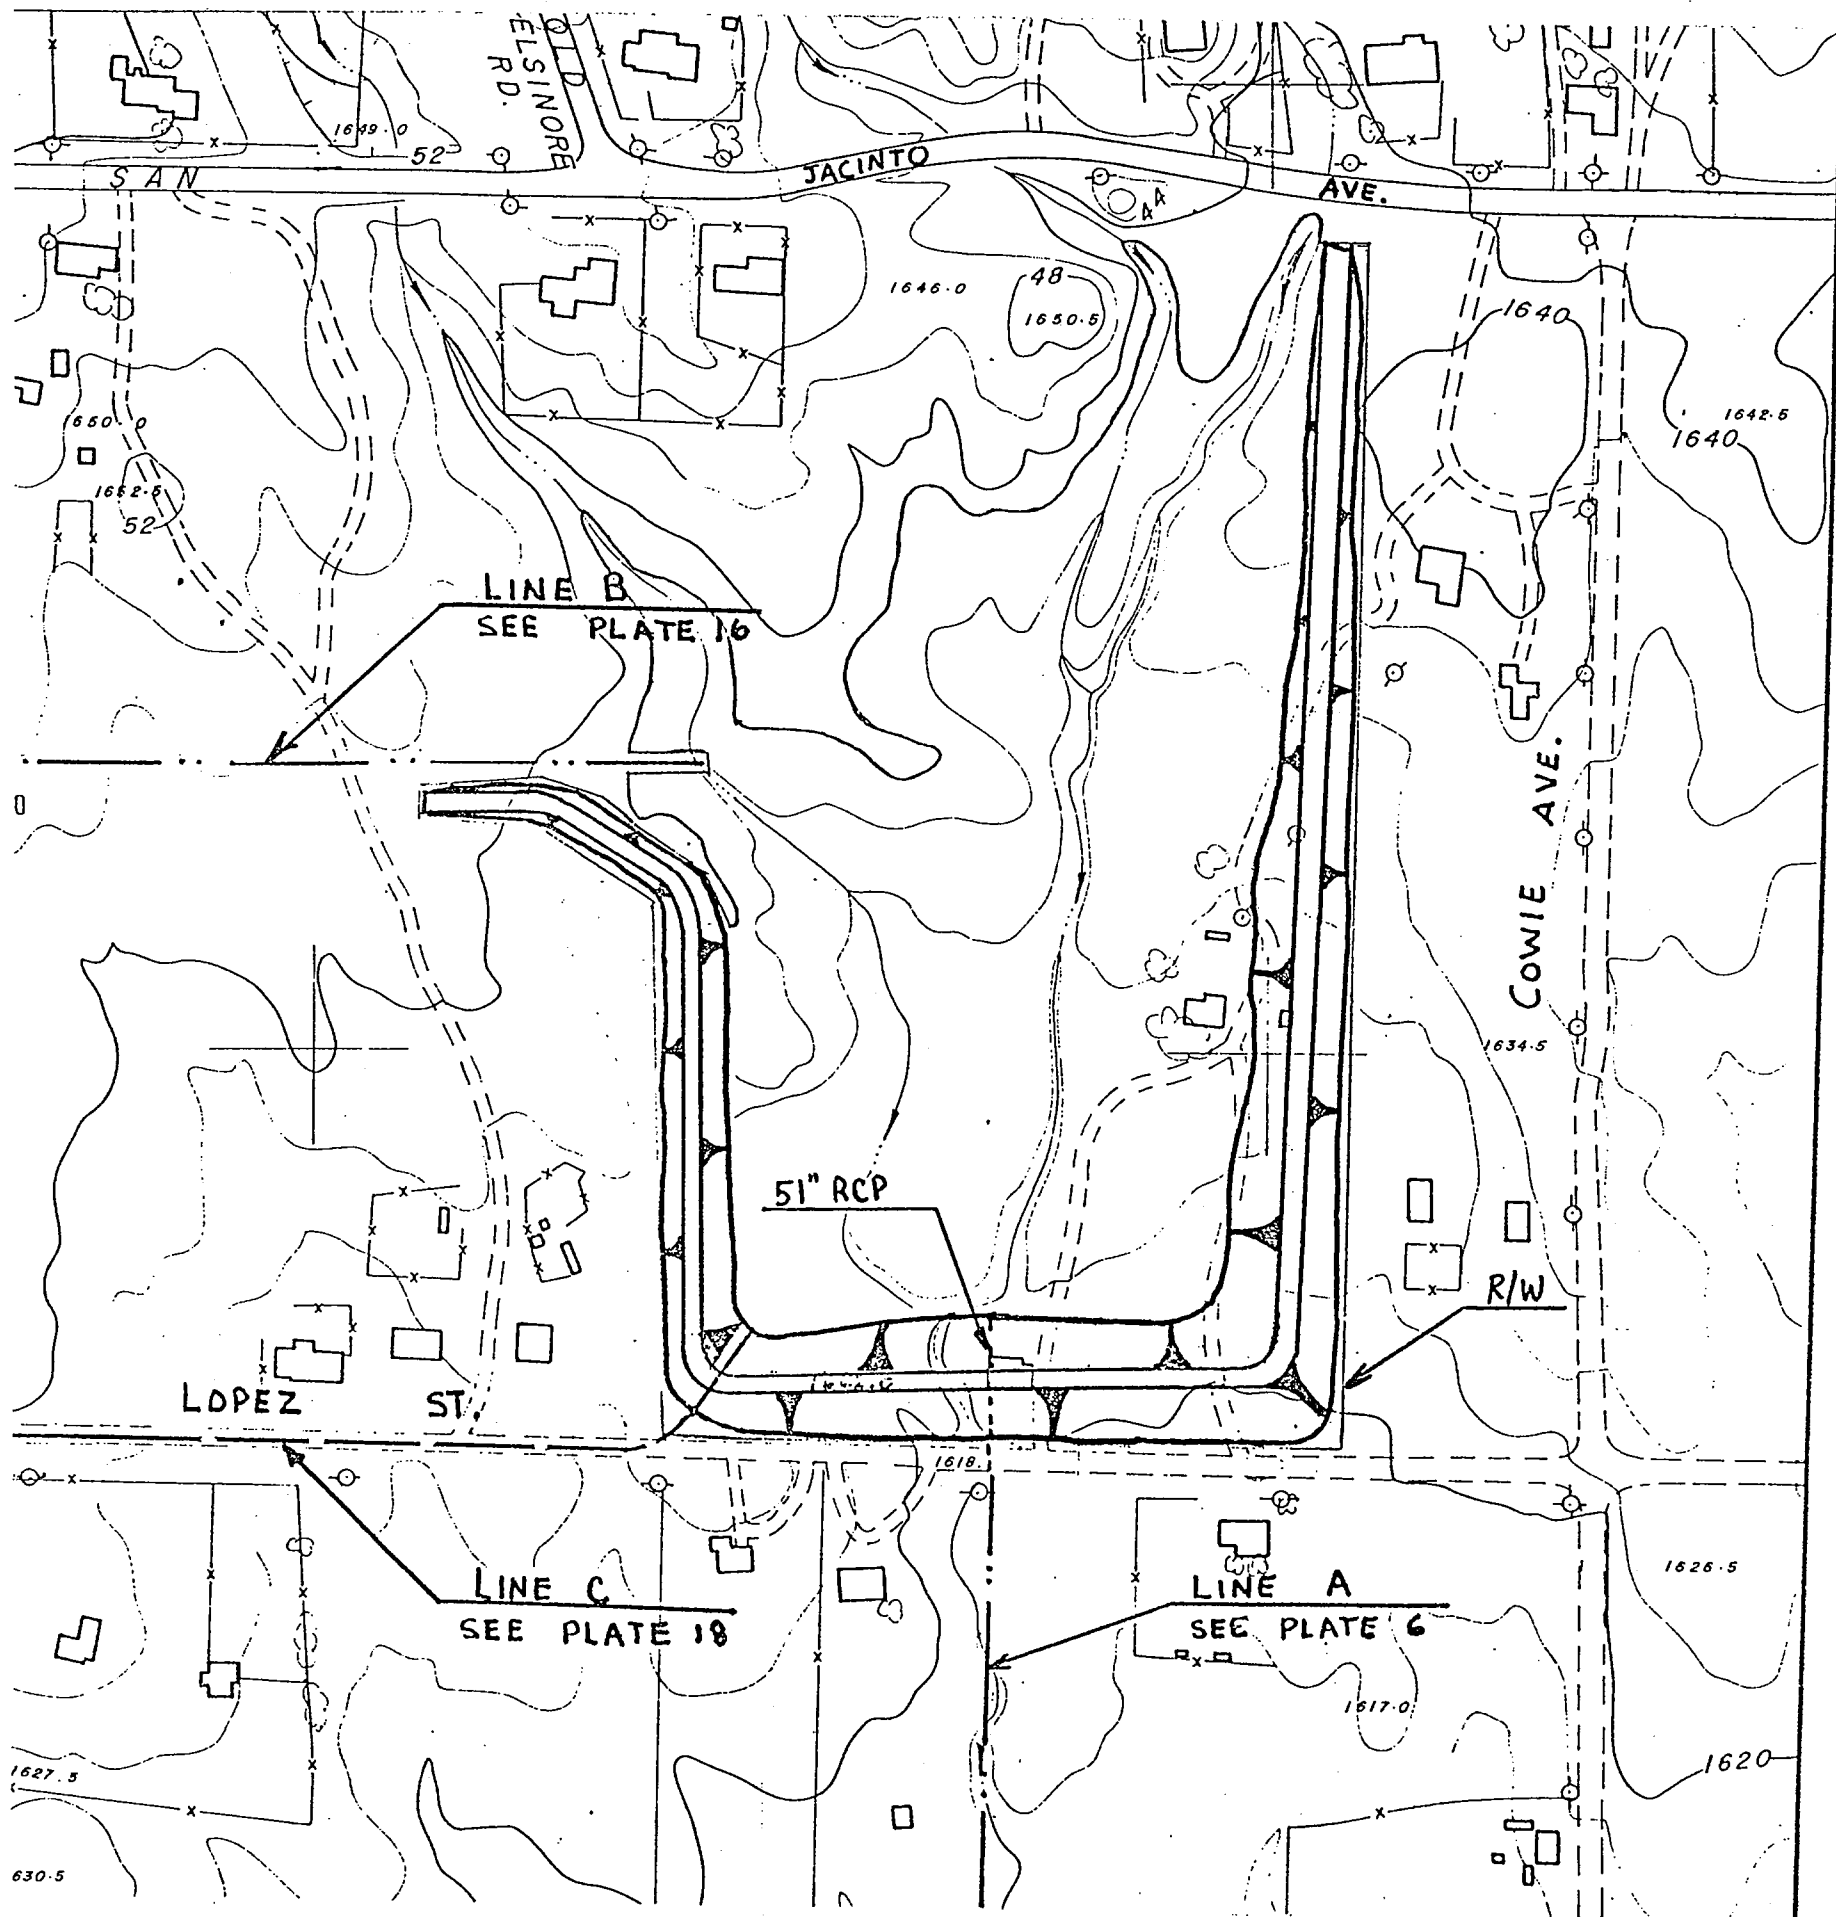 OLD
ELSINORE
RD.
1649.0
52
SAN
JACINTO
AVE.
1646.0
48
1650.5
1640
1642.5
1640
1650.0
1652.5
52
LINE B
SEE PLATE 16
COWIE AVE.
1634.5
51" RCP
R/W
LOPEZ ST.
1618.
LINE C
SEE PLATE 18
LINE A
SEE PLATE 6
1626.5
1617.0
1620
1627.5
630.5